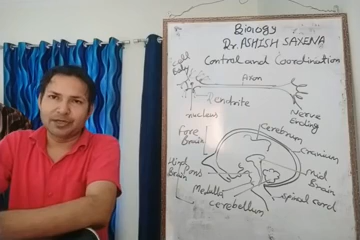 Biology
Dr. ASHISH SAXENA
Control and Coordination
Cell Body
Axon
Dendrite
nucleus
Nerve Ending
Fore Brain
Cerebrum
Cranium
Hind Brain
Pons
mid Brain
Medulla
Spinal Cord
Cerebellum